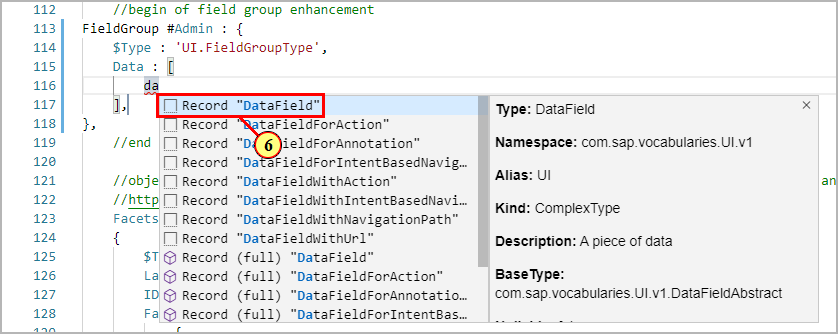 112 //begin of field group enhancement
113 FieldGroup #Admin : {
114 $Type : 'UI.FieldGroupType',
115 Data : [
116 da
117 ],
118 },
119 //end
120
121 //obje
122 //http
123 Facets
124 {
125 $T
126 La
127 ID
128 Fa
129 {
an
Record "DataField"
Record "DataFieldForAction"
6
Record "DataFieldForAnnotation"
Record "DataFieldForIntentBasedNavig…
Record "DataFieldWithAction"
Record "DataFieldWithIntentBasedNavi…
Record "DataFieldWithNavigationPath"
Record "DataFieldWithUrl"
Record (full) "DataField"
Record (full) "DataFieldForAction"
Record (full) "DataFieldForAnnotatio…
Record (full) "DataFieldForIntentBas…
Type: DataField
Namespace: com.sap.vocabularies.UI.v1
Alias: UI
Kind: ComplexType
Description: A piece of data
BaseType:
com.sap.vocabularies.UI.v1.DataFieldAbstract